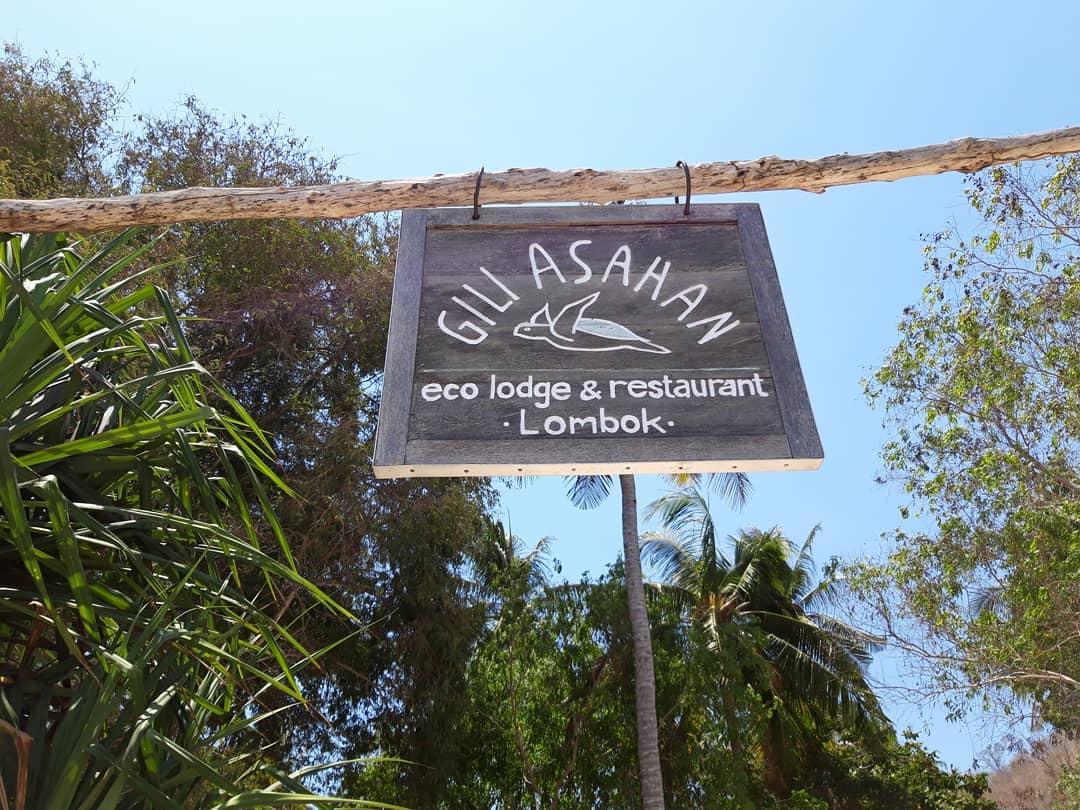 GILI ASAHAN
eco lodge & restaurant
· Lombok ·